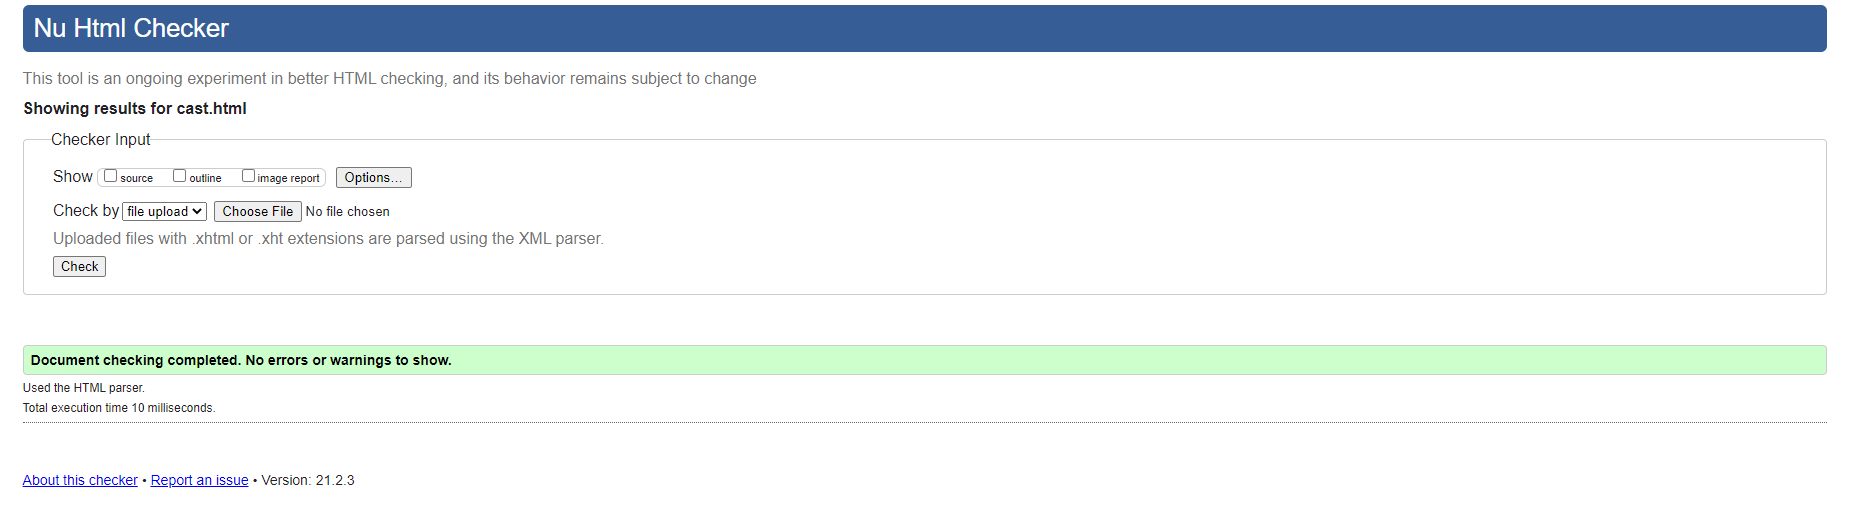 Nu Html Checker
This tool is an ongoing experiment in better HTML checking, and its behavior remains subject to change
Showing results for cast.html
Checker Input
Show source outline image report Options...
Check by file upload Choose File No file chosen
Uploaded files with .xhtml or .xht extensions are parsed using the XML parser.
Check
Document checking completed. No errors or warnings to show.
Used the HTML parser.
Total execution time 10 milliseconds.
About this checker • Report an issue • Version: 21.2.3